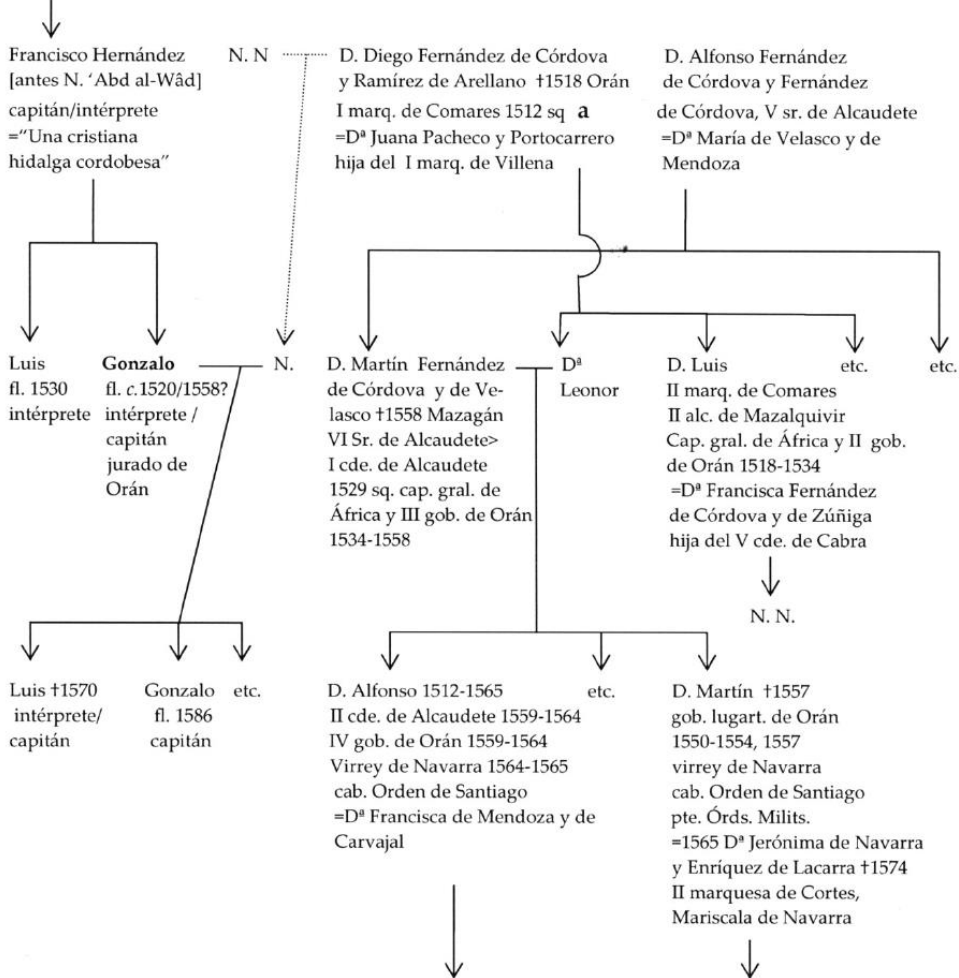 Francisco Hernández
[antes N. ‘Abd al-Wâd]
capitán/intérprete
="Una cristiana
hidalga cordobesa"
N. N
D. Diego Fernández de Córdova
y Ramírez de Arellano †1518 Orán
I marq. de Comares 1512 sq a
=Dª Juana Pacheco y Portocarrero
hija del I marq. de Villena
D. Alfonso Fernández
de Córdova y Fernández
de Córdova, V sr. de Alcaudete
=Dª María de Velasco y de
Mendoza
Luis
fl. 1530
intérprete
Gonzalo
fl. c.1520/1558?
intérprete /
capitán
jurado de
Orán
N.
D. Martín Fernández
de Córdova y de Ve-
lasco †1558 Mazagán
VI Sr. de Alcaudete>
I cde. de Alcaudete
1529 sq. cap. gral. de
África y III gob. de Orán
1534-1558
Dª
Leonor
D. Luis
II marq. de Comares
II alc. de Mazalquivir
Cap. gral. de África y II gob.
de Orán 1518-1534
=Dª Francisca Fernández
de Córdova y de Zúñiga
hija del V cde. de Cabra
etc.
etc.
N. N.
Luis †1570
intérprete/
capitán
Gonzalo
fl. 1586
capitán
etc.
D. Alfonso 1512-1565
II cde. de Alcaudete 1559-1564
IV gob. de Orán 1559-1564
Virrey de Navarra 1564-1565
cab. Orden de Santiago
=Dª Francisca de Mendoza y de
Carvajal
etc.
D. Martín †1557
gob. lugart. de Orán
1550-1554, 1557
virrey de Navarra
cab. Orden de Santiago
pte. Órds. Milits.
=1565 Dª Jerónima de Navarra
y Enríquez de Lacarra †1574
II marquesa de Cortes,
Mariscala de Navarra